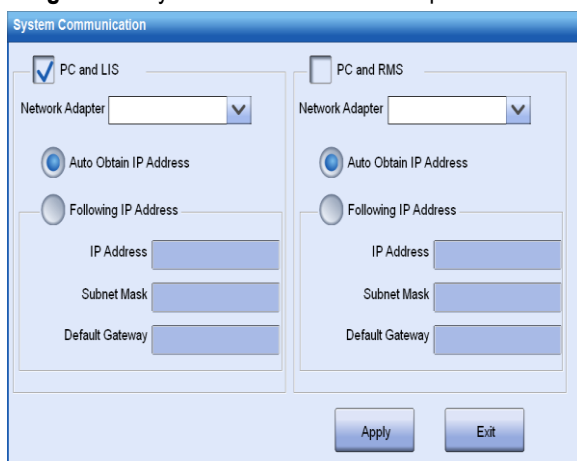 System Communication
PC and LIS
Network Adapter
Auto Obtain IP Address
Following IP Address
IP Address
Subnet Mask
Default Gateway
PC and RMS
Network Adapter
Auto Obtain IP Address
Following IP Address
IP Address
Subnet Mask
Default Gateway
Apply
Exit